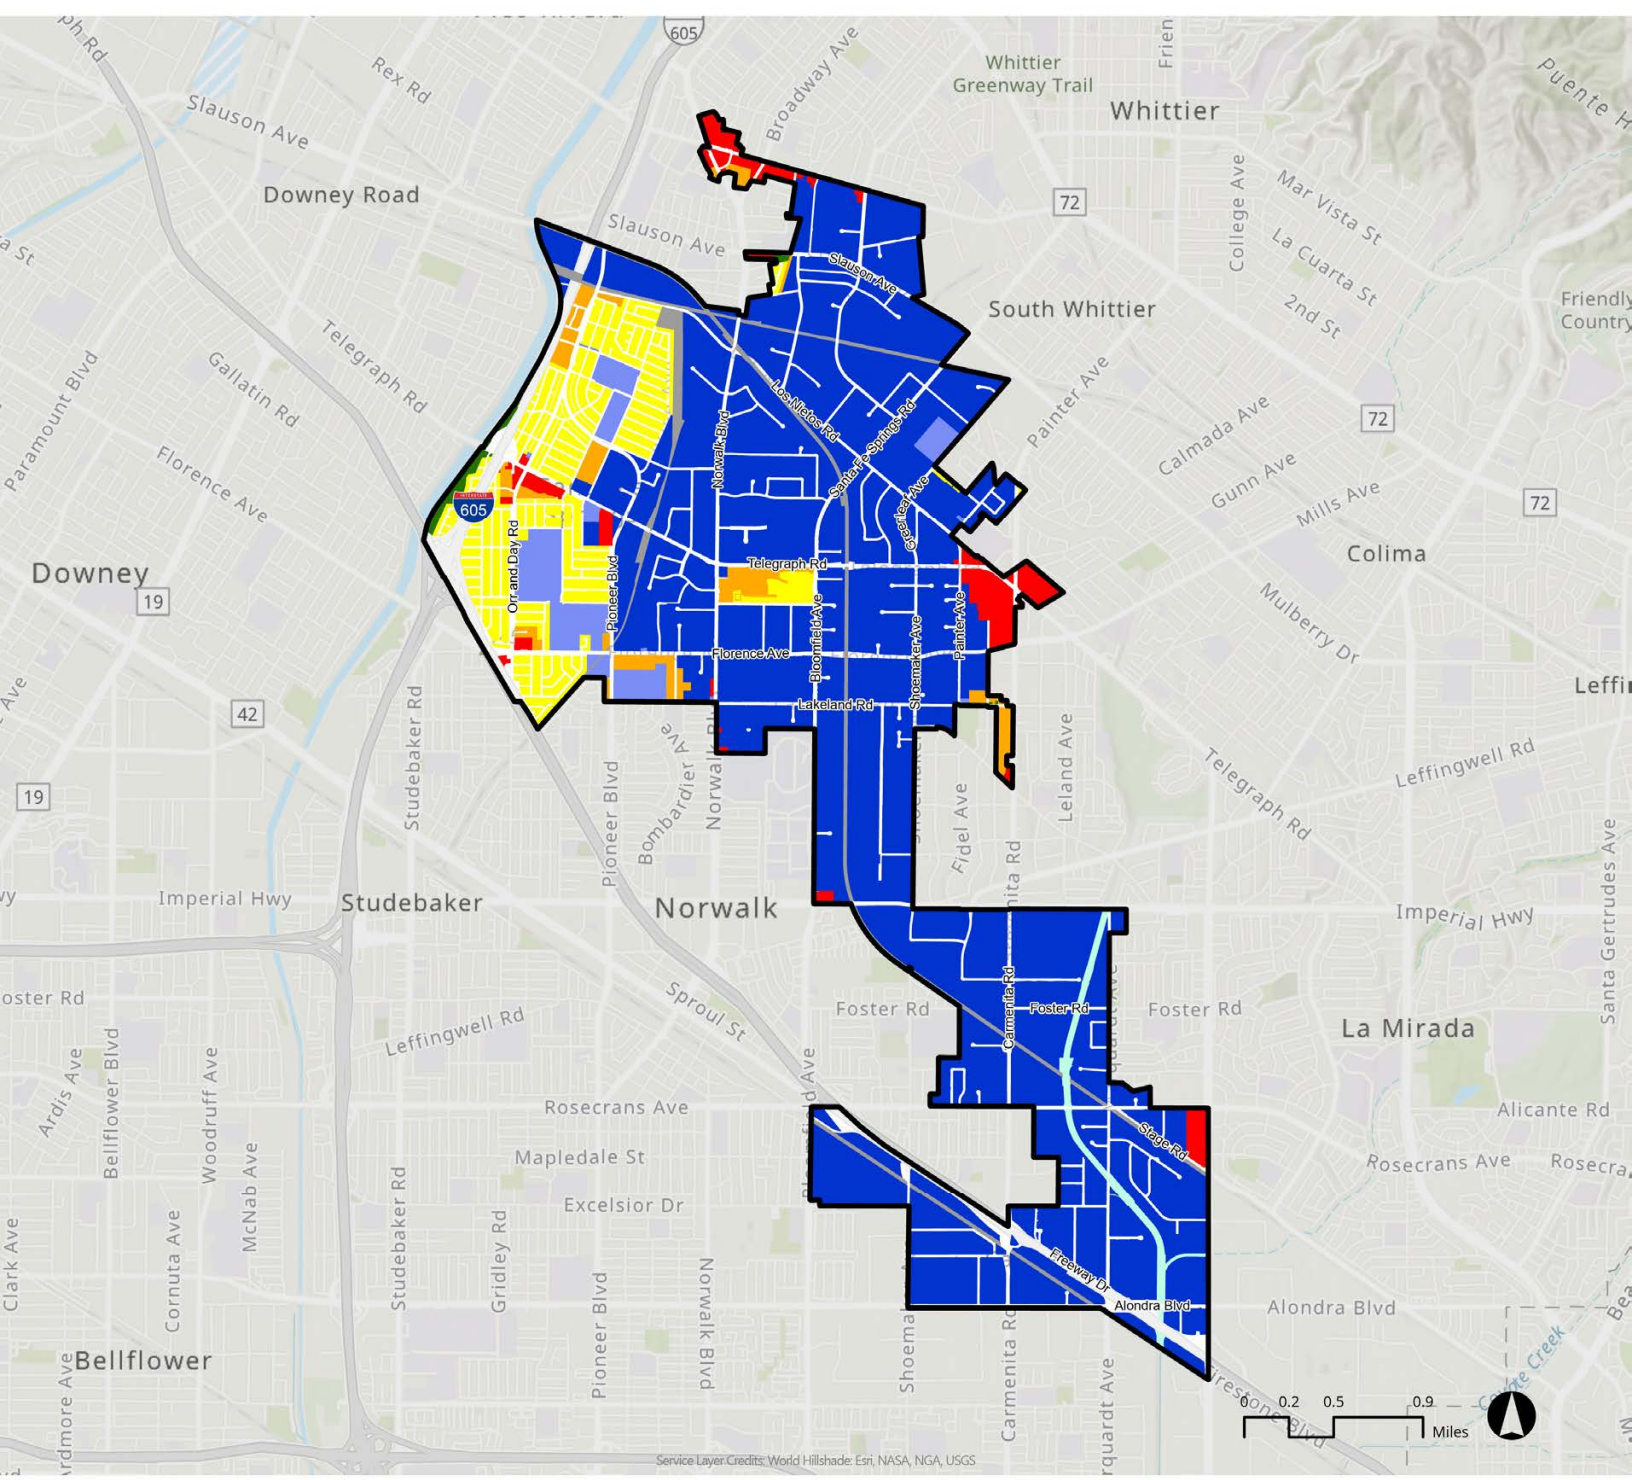 605
Broadway Ave
Whittier
Greenway Trail
Whittier
Rex Rd
Slauson Ave
Downey Road
72
College Ave
Mar Vista St
La Cuarta St
2nd St
Slauson Ave
Slauson Ave
South Whittier
Friendly
Country
Telegraph Rd
Gallatin Rd
Paramount Blvd
Florence Ave
Painter Ave
72
Calmada Ave
Gunn Ave
Mills Ave
72
Los Nietos Rd
Norwalk Blvd
Santa Fe Springs Rd
Greenleaf Ave
INTERSTATE
605
Orr and Day Rd
Pioneer Blvd
Telegraph Rd
Colima
Downey
19
Bloomfield Ave
Shoemaker Ave
Painter Ave
Mulberry Dr
Florence Ave
Lakeland Rd
42
Studebaker Rd
Pioneer Blvd
Bombardier Ave
Fidel Ave
Leland Ave
Telegraph Rd
Leffingwell Rd
19
Santa Gertrudes Ave
Imperial Hwy
Studebaker
Norwalk
Imperial Hwy
Foster Rd
Carmenita Rd
Foster Rd
Foster Rd
La Mirada
Sproul St
Leffingwell Rd
Ardis Ave
Bellflower Blvd
Woodruff Ave
Rosecrans Ave
Alicante Rd
Stage Rd
Mapledale St
Rosecrans Ave
McNab Ave
Studebaker Rd
Excelsior Dr
Clark Ave
Cornuta Ave
Gridley Rd
Pioneer Blvd
Norwalk Blvd
Freeway Dr
Alondra Blvd
Alondra Blvd
Carmenita Rd
Bellflower
Ardmore Ave
Coyote Creek
0 0.2 0.5 0.9
Miles
Service Layer Credits: World Hillshade: Esri, NASA, NGA, USGS